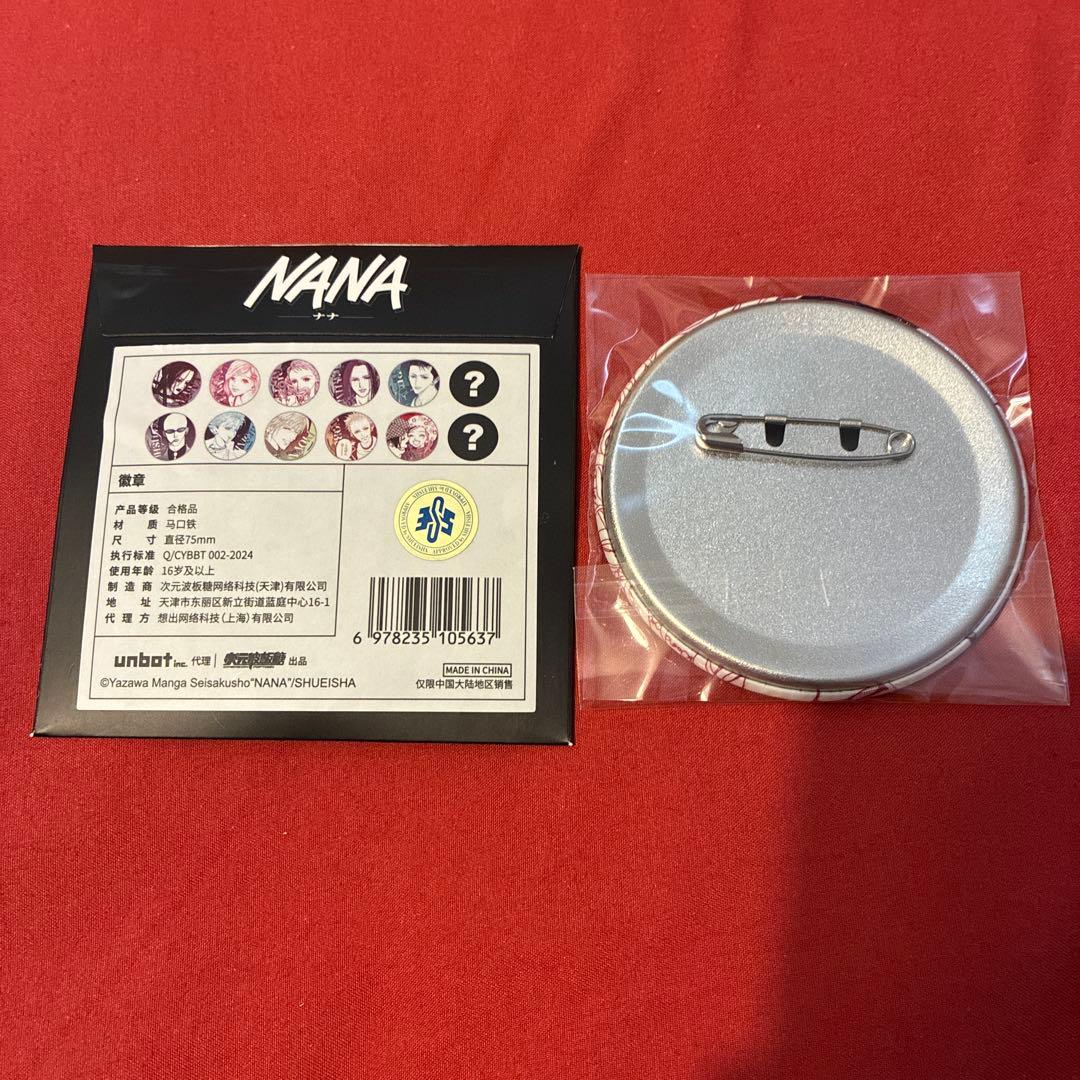 NANA
ナナ
?
?
徽章
产品等级 合格品
材 质 马口铁
尺 寸 直径75mm
执行标准 Q/CYBBT 002-2024
使用年龄 16岁及以上
制 造 商 次元波板糖网络科技(天津)有限公司
地 址 天津市东丽区新立街道蓝庭中心16-1
代 理 方 想出网络科技(上海)有限公司
6 978235 105637
unbot inc. 代理 | 次元波板糖 出品
MADE IN CHINA
©Yazawa Manga Seisakusho"NANA"/SHUEISHA
仅限中国大陆地区销售